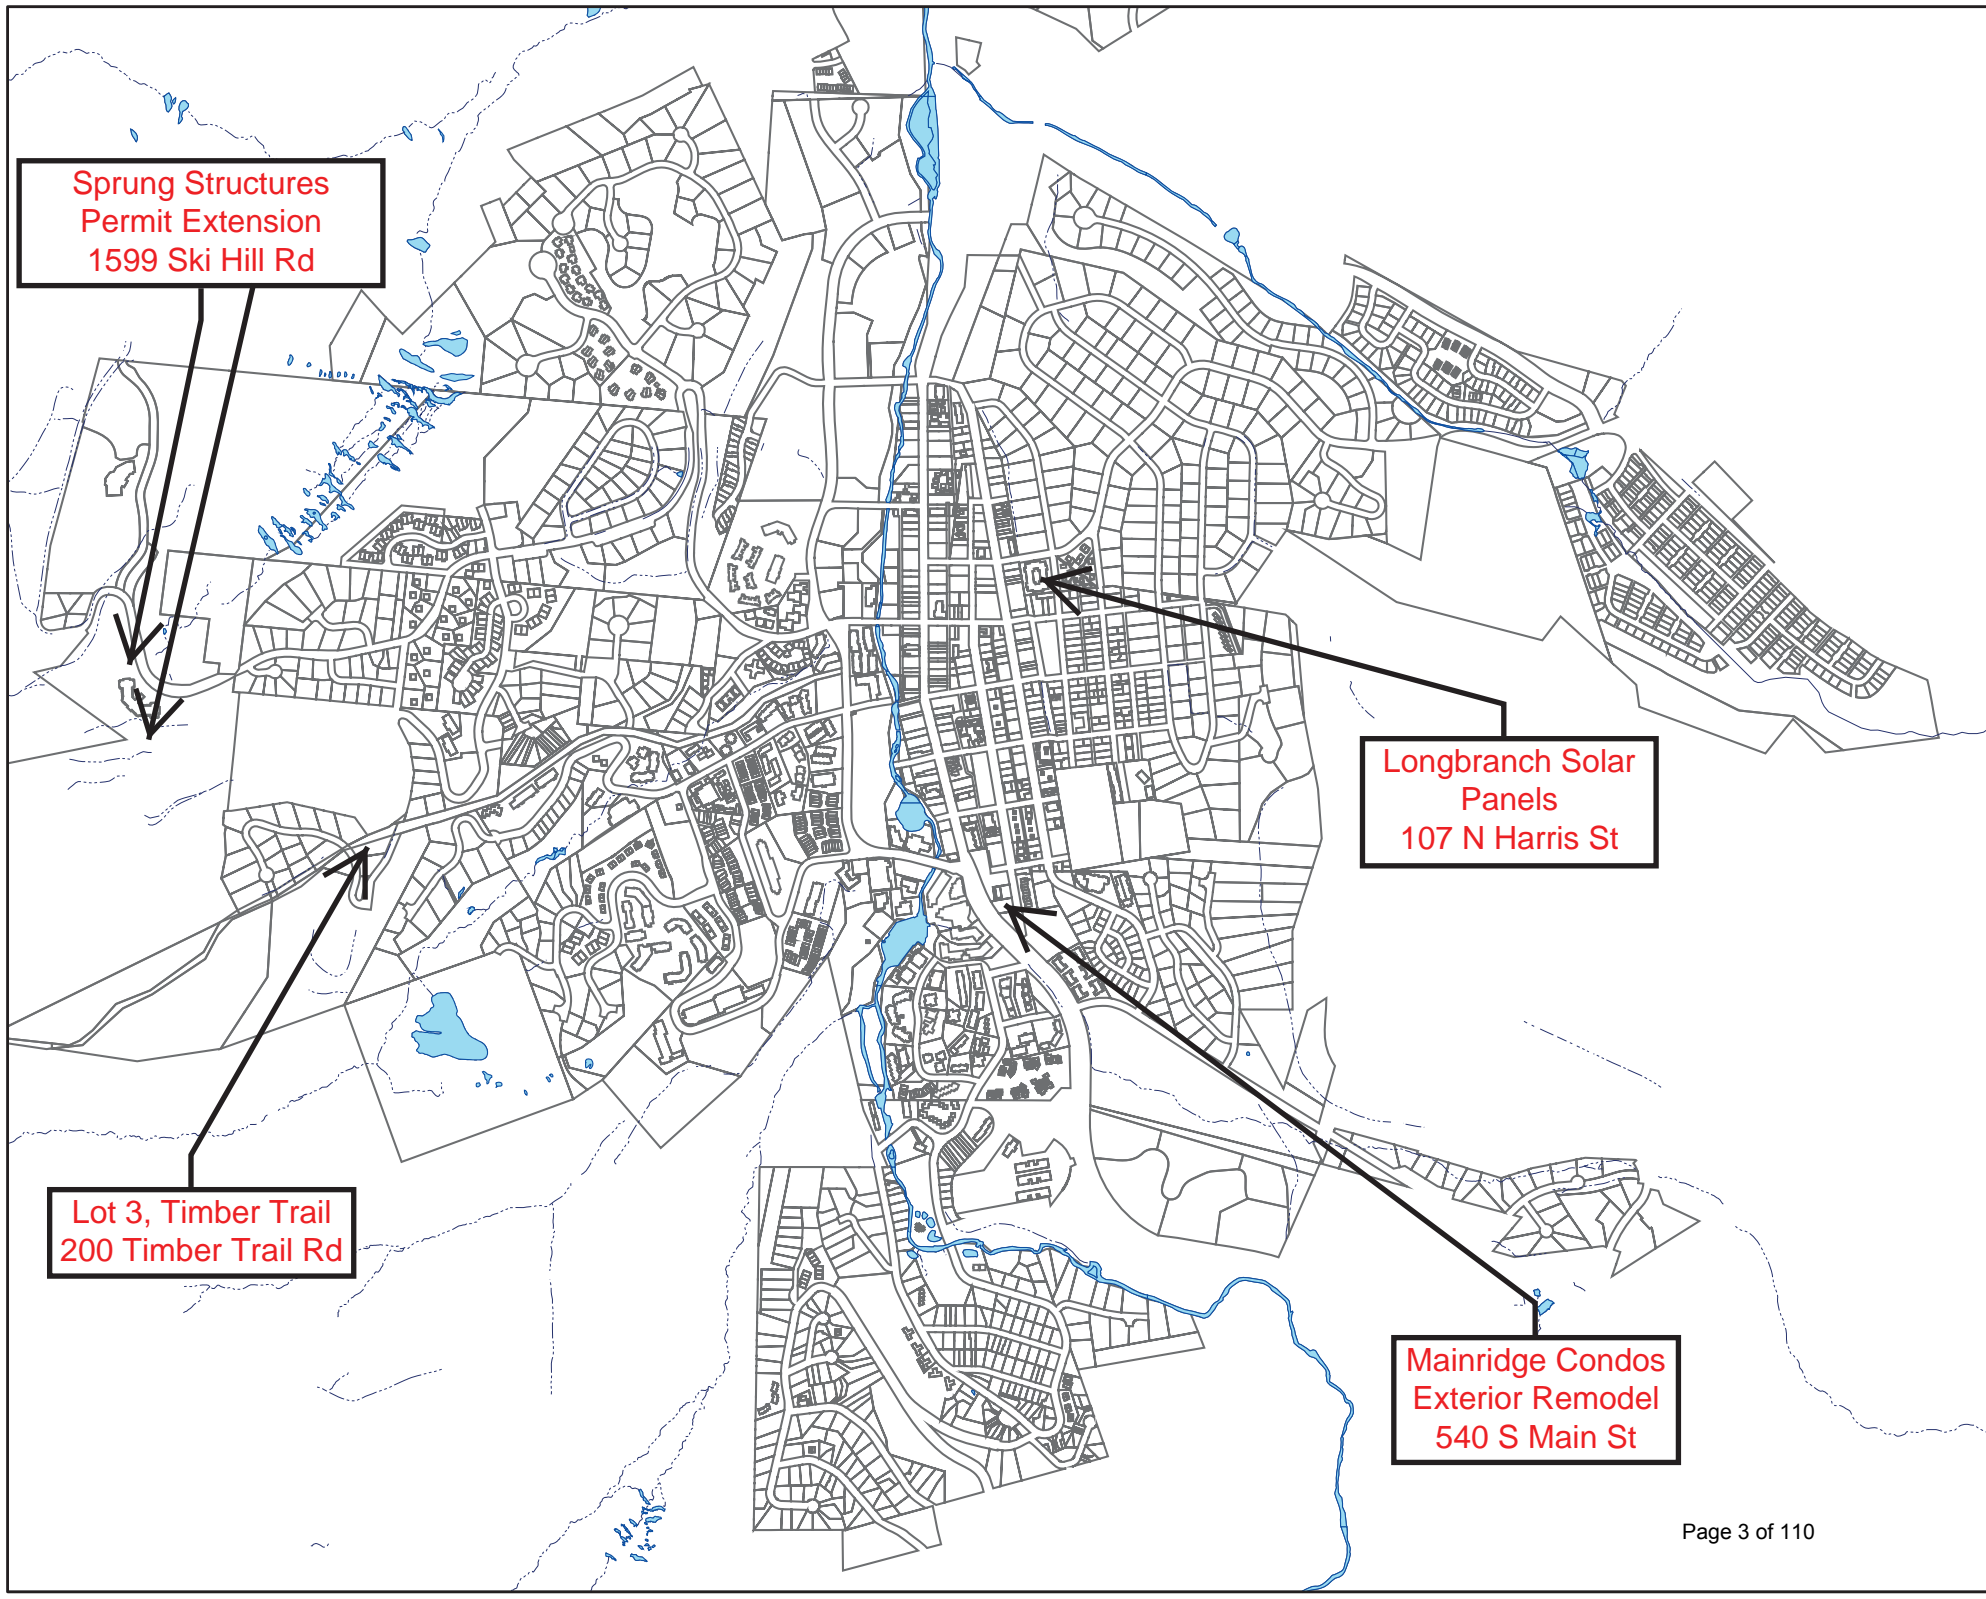 Sprung Structures
Permit Extension
1599 Ski Hill Rd
Longbranch Solar
Panels
107 N Harris St
Lot 3, Timber Trail
200 Timber Trail Rd
Mainridge Condos
Exterior Remodel
540 S Main St
Page 3 of 110